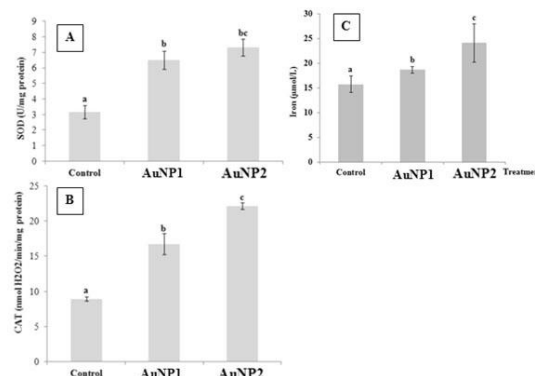 A
SOD (U/mg protein)
9
8
7
6
5
4
3
2
1
0
a
b
bc
Control
AuNP1
AuNP2
C
Iron (µmol/L)
30
25
20
15
10
5
0
a
b
c
Control
AuNP1
AuNP2
Treatmen
B
CAT (nmol H2O2/min/mg protein)
25
20
15
10
5
0
a
b
c
Control
AuNP1
AuNP2